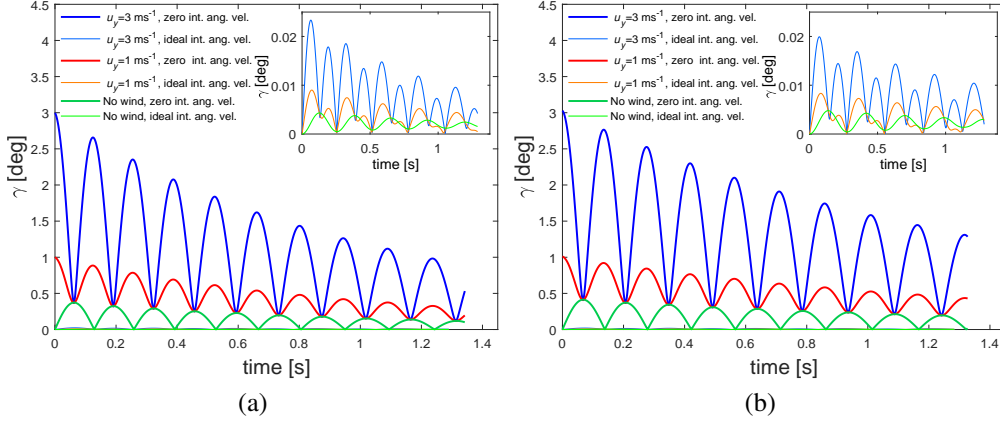 u_y=3 ms⁻¹, zero int. ang. vel.
u_y=3 ms⁻¹, ideal int. ang. vel.
u_y=1 ms⁻¹, zero int. ang. vel.
u_y=1 ms⁻¹, ideal int. ang. vel.
No wind, zero int. ang. vel.
No wind, ideal int. ang. vel.
4.5
4
3.5
3
2.5
2
1.5
1
0.5
0
γ [deg]
0 0.2 0.4 0.6 0.8 1 1.2 1.4
time [s]
0.02
0.01
0
γ [deg]
0 0.5 1
time [s]
(a)
u_y=3 ms⁻¹, zero int. ang. vel.
u_y=3 ms⁻¹, ideal int. ang. vel.
u_y=1 ms⁻¹, zero int. ang. vel.
u_y=1 ms⁻¹, ideal int. ang. vel.
No wind, zero int. ang. vel.
No wind, ideal int. ang. vel.
4.5
4
3.5
3
2.5
2
1.5
1
0.5
0
γ [deg]
0 0.2 0.4 0.6 0.8 1 1.2 1.4
time [s]
0.02
0.01
0
γ [deg]
0 0.5 1
time [s]
(b)